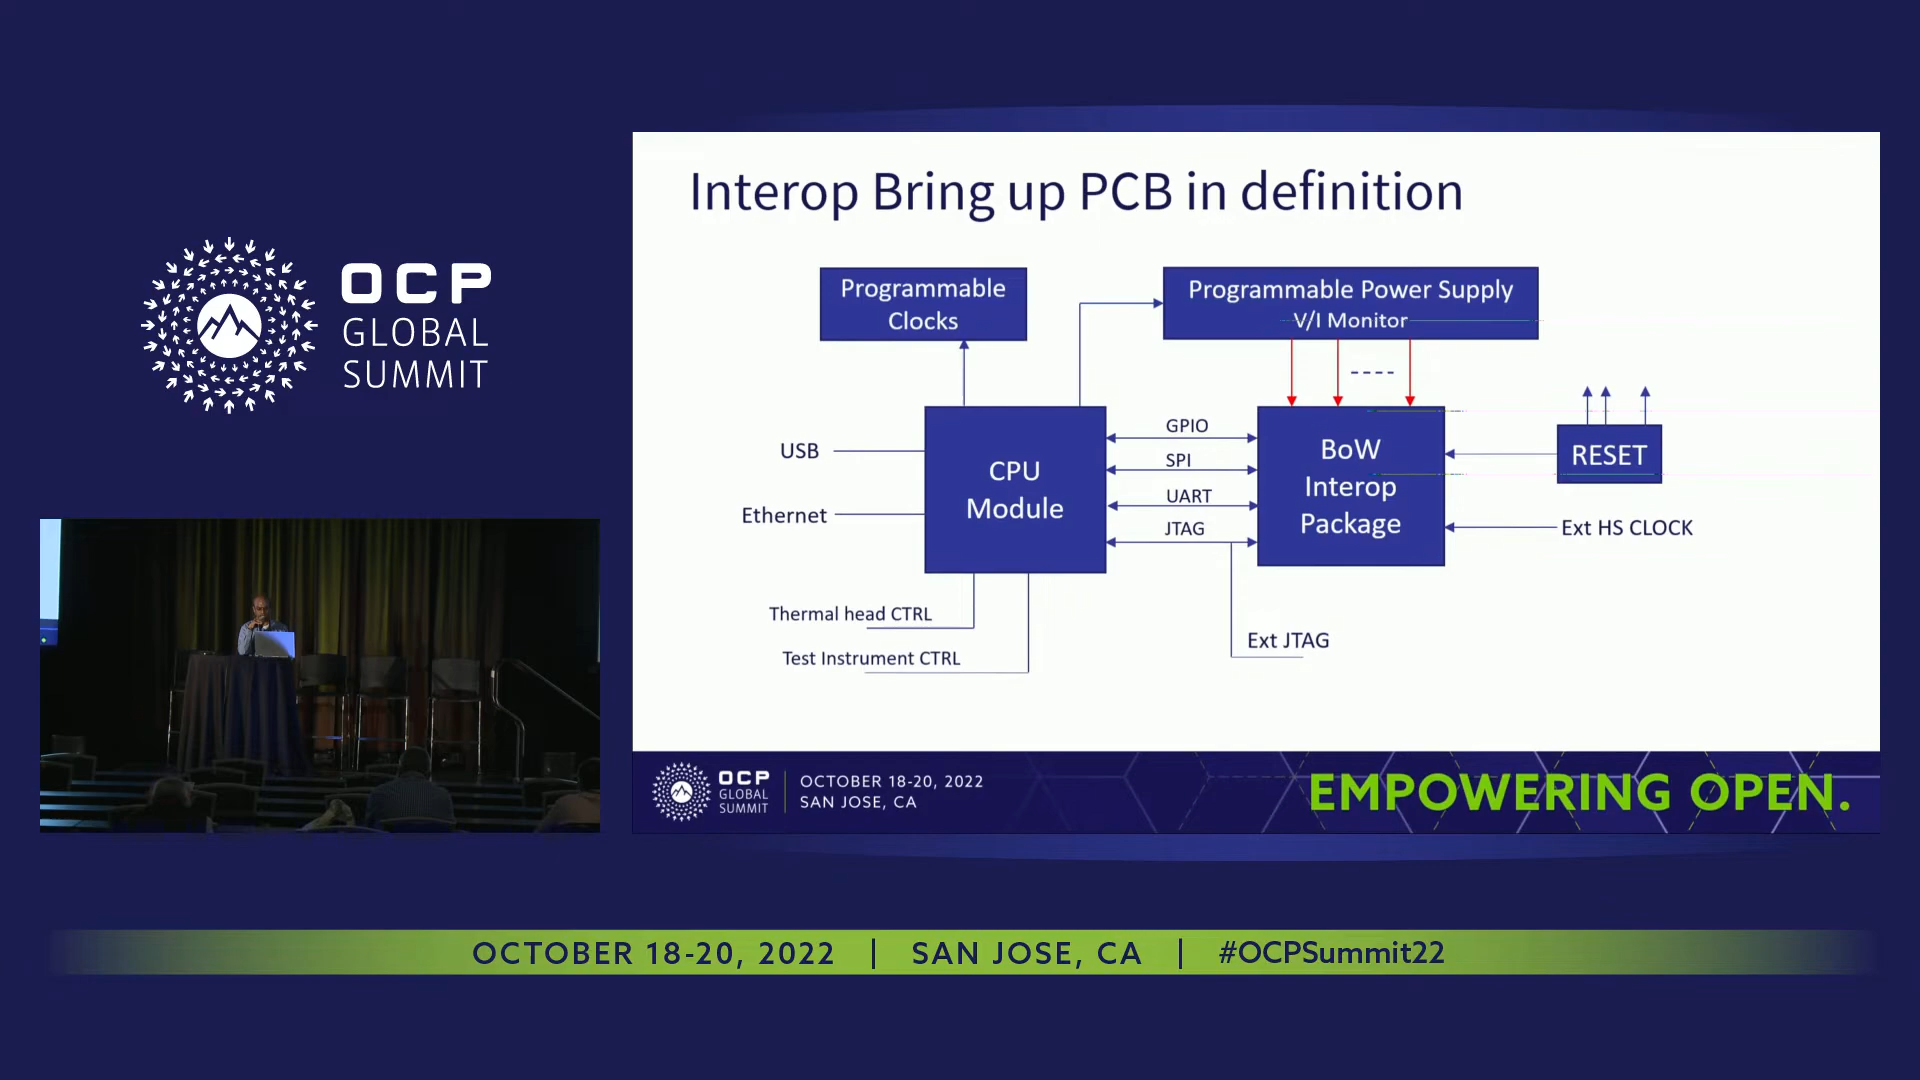 OCP
GLOBAL
SUMMIT
Interop Bring up PCB in definition
Programmable
Clocks
Programmable Power Supply
V/I Monitor
USB
Ethernet
CPU
Module
GPIO
SPI
UART
JTAG
BoW
Interop
Package
RESET
Ext HS CLOCK
Thermal head CTRL
Test Instrument CTRL
Ext JTAG
OCP
GLOBAL
SUMMIT
OCTOBER 18-20, 2022
SAN JOSE, CA
EMPOWERING OPEN.
OCTOBER 18-20, 2022 | SAN JOSE, CA | #OCPSummit22